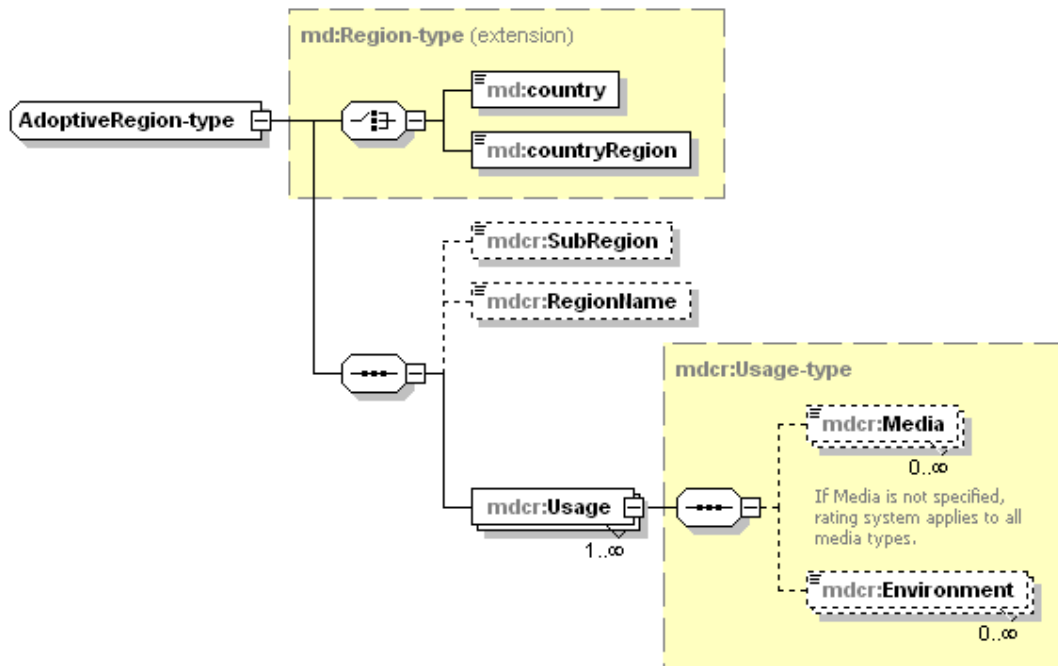 md:Region-type (extension)
AdoptiveRegion-type
md:country
md:countryRegion
mdcr:SubRegion
mdcr:RegionName
mdcr:Usage-type
mdcr:Media
0..∞
If Media is not specified,
rating system applies to all
media types.
mdcr:Usage
1..∞
mdcr:Environment
0..∞